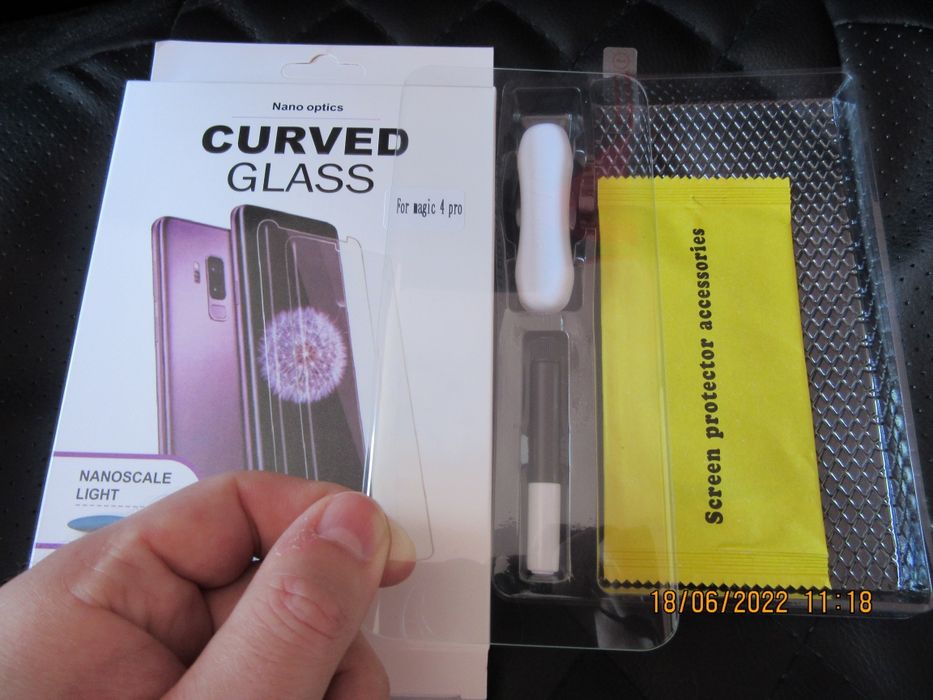 Nano optics
CURVED
GLASS
For magic 4 pro
NANOSCALE
LIGHT
Screen protector accessories
18/06/2022 11:18